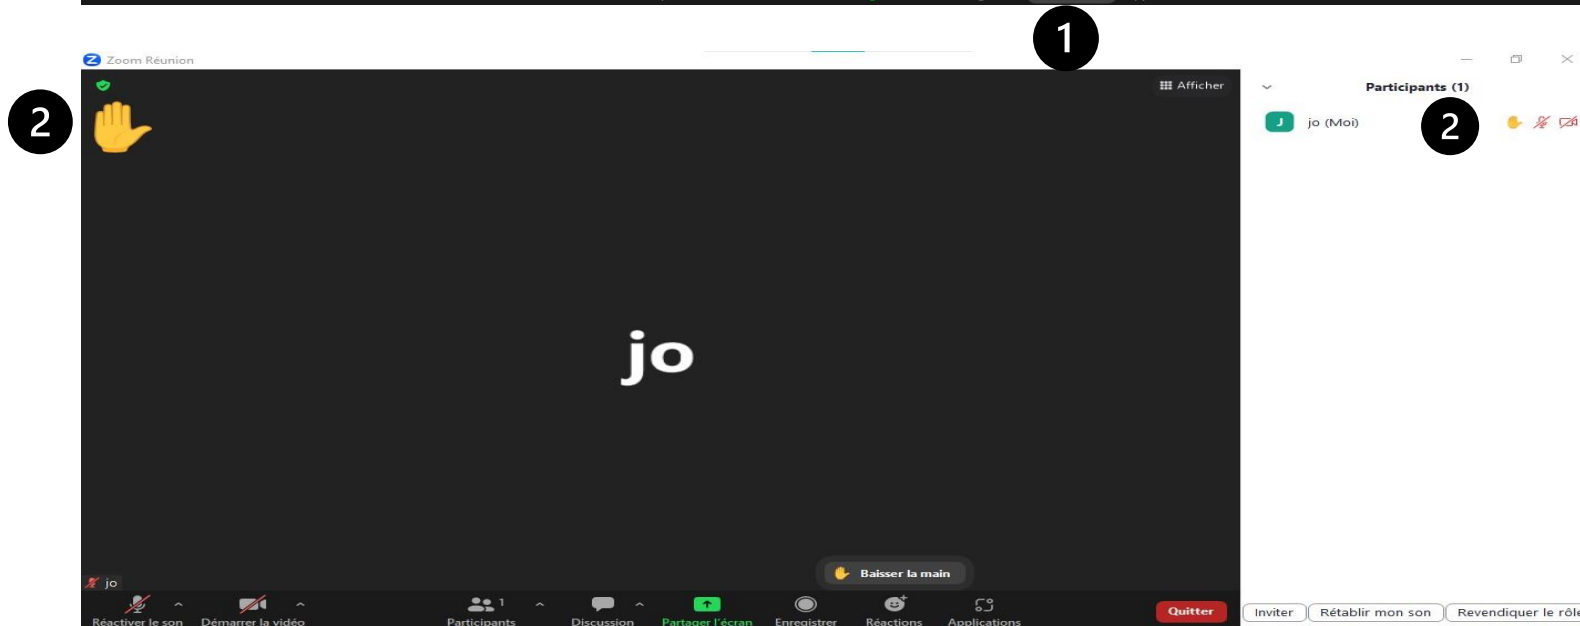 1
Zoom Réunion
Afficher
Participants (1)
2
J jo (Moi)
2
jo
Baisser la main
jo
1
Réactiver le son Démarrer la vidéo Participants Discussion Partager l'écran Enregistrer Réactions Applications
Quitter
Inviter Rétablir mon son Revendiquer le rôle